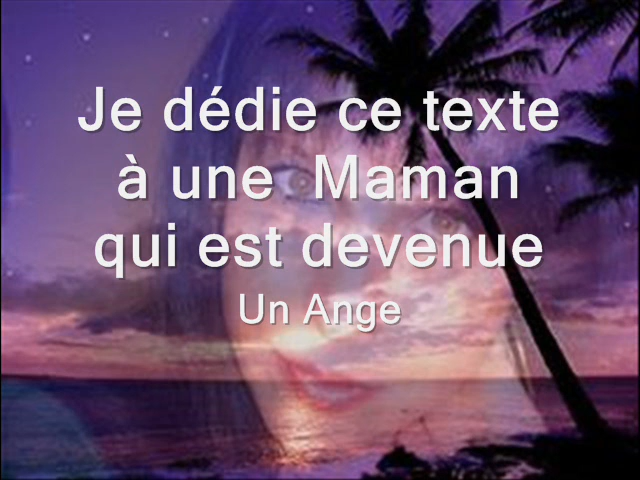 Je dédie ce texte
à une Maman
qui est devenue
Un Ange